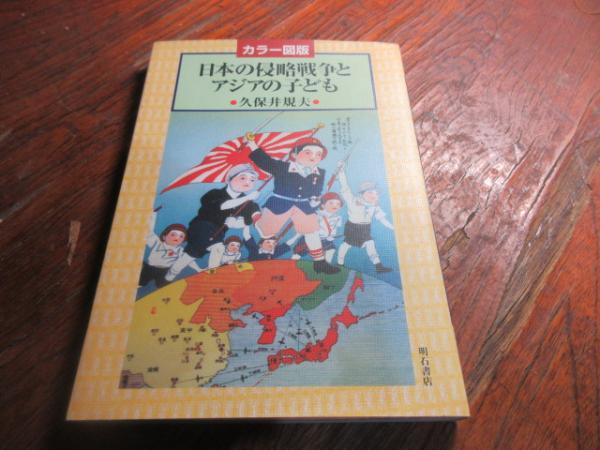 カラー図版
日本の侵略戦争と
アジアの子ども
●久保井規夫●
明石書店